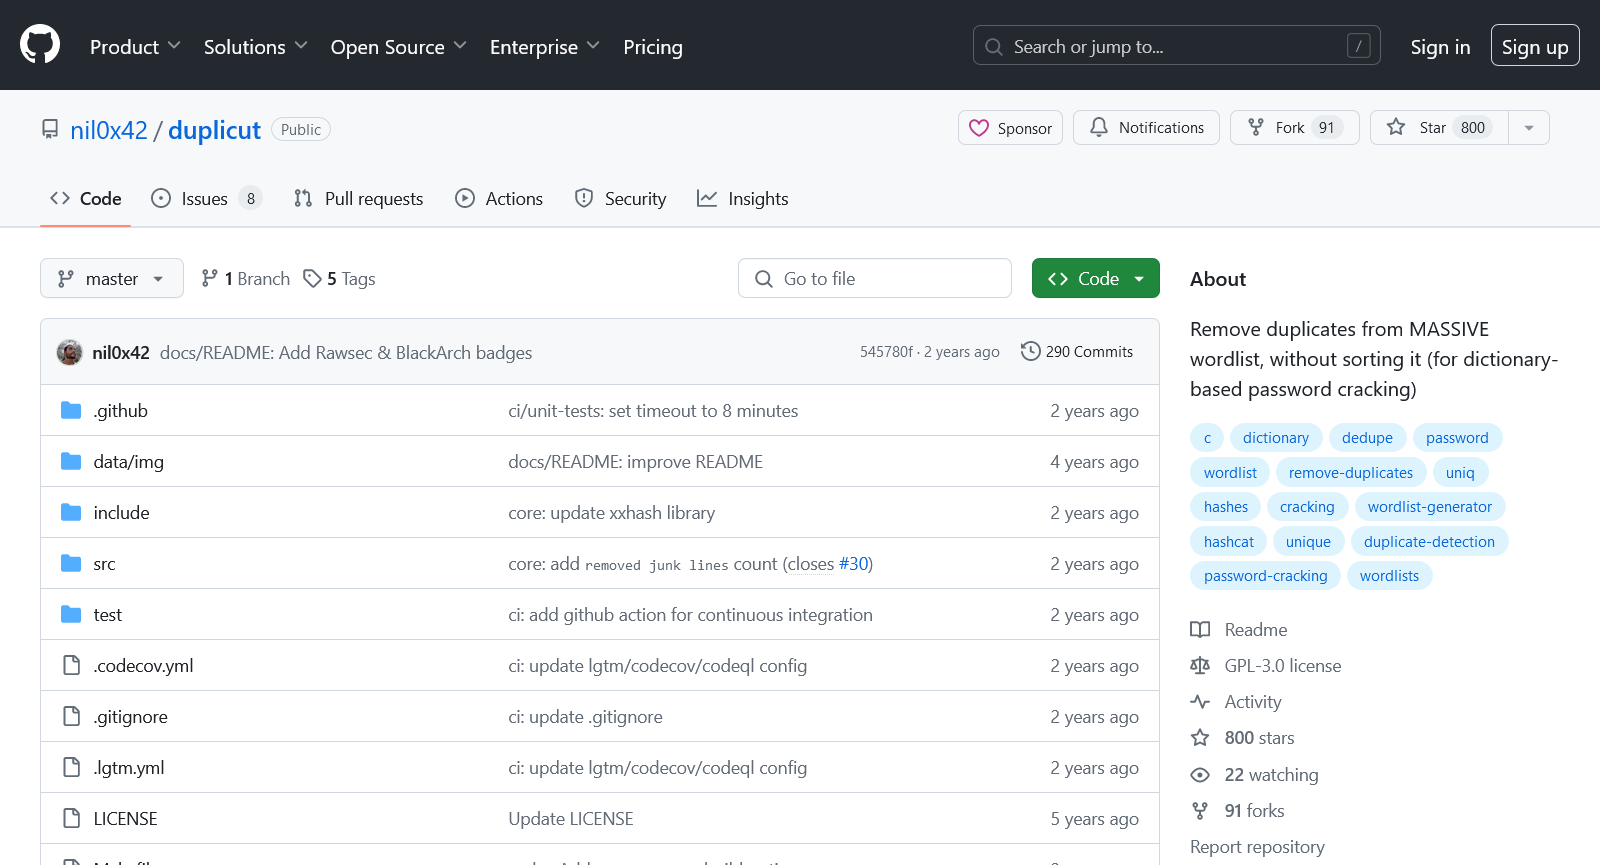 Product Solutions Open Source Enterprise Pricing Search or jump to... / Sign in Sign up
nil0x42 / duplicut Public Sponsor Notifications Fork 91 Star 800
Code Issues 8 Pull requests Actions Security Insights
master 1 Branch 5 Tags Go to file Code
nil0x42 docs/README: Add Rawsec & BlackArch badges 545780f · 2 years ago 290 Commits
.github ci/unit-tests: set timeout to 8 minutes 2 years ago
data/img docs/README: improve README 4 years ago
include core: update xxhash library 2 years ago
src core: add removed junk lines count (closes #30) 2 years ago
test ci: add github action for continuous integration 2 years ago
.codecov.yml ci: update lgtm/codecov/codeql config 2 years ago
.gitignore ci: update .gitignore 2 years ago
.lgtm.yml ci: update lgtm/codecov/codeql config 2 years ago
LICENSE Update LICENSE 5 years ago
About
Remove duplicates from MASSIVE
wordlist, without sorting it (for dictionary-
based password cracking)
c dictionary dedupe password
wordlist remove-duplicates uniq
hashes cracking wordlist-generator
hashcat unique duplicate-detection
password-cracking wordlists
Readme
GPL-3.0 license
Activity
800 stars
22 watching
91 forks
Report repository